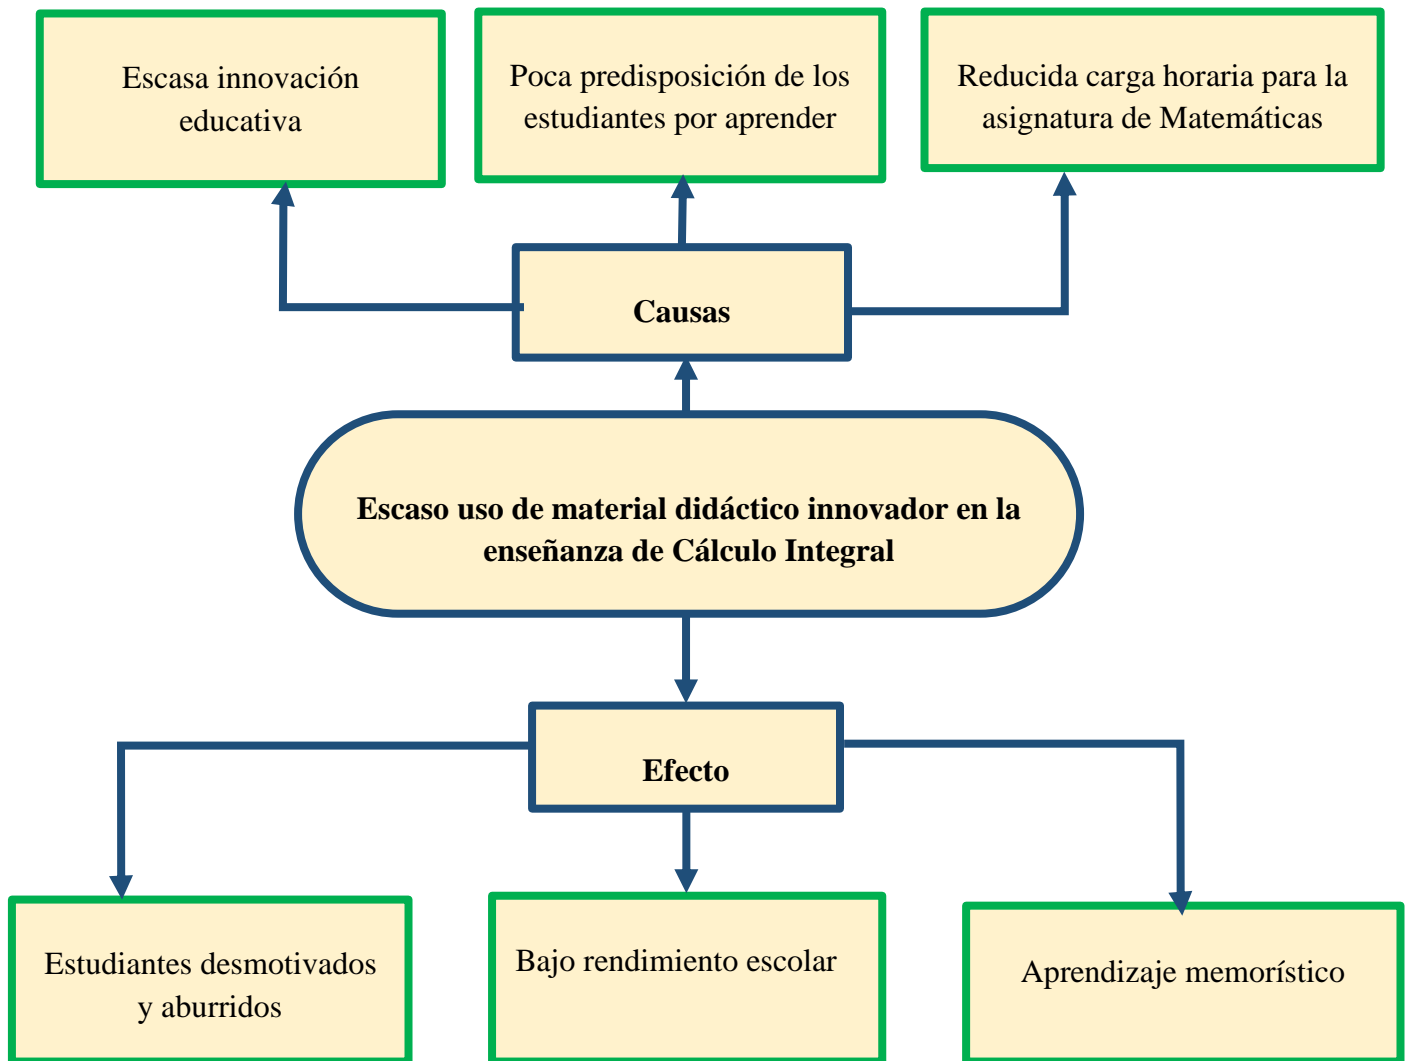 Escasa innovación
educativa
Poca predisposición de los
estudiantes por aprender
Reducida carga horaria para la
asignatura de Matemáticas
Causas
Escaso uso de material didáctico innovador en la
enseñanza de Cálculo Integral
Efecto
Estudiantes desmotivados
y aburridos
Bajo rendimiento escolar
Aprendizaje memorístico